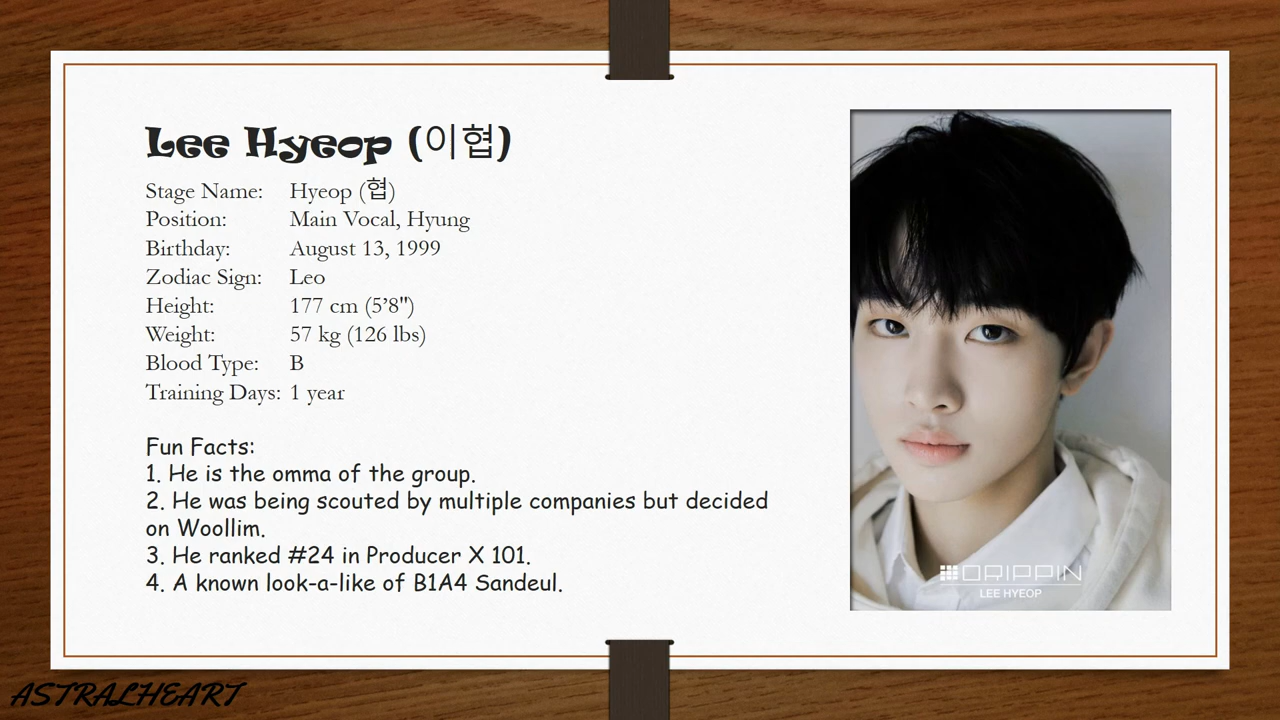 Lee Hyeop (이협)
Stage Name: Hyeop (협)
Position: Main Vocal, Hyung
Birthday: August 13, 1999
Zodiac Sign: Leo
Height: 177 cm (5’8")
Weight: 57 kg (126 lbs)
Blood Type: B
Training Days: 1 year
Fun Facts:
1. He is the omma of the group.
2. He was being scouted by multiple companies but decided
on Woollim.
3. He ranked #24 in Producer X 101.
4. A known look-a-like of B1A4 Sandeul.
DRIPPIN
LEE HYEOP
ASTRALHEART